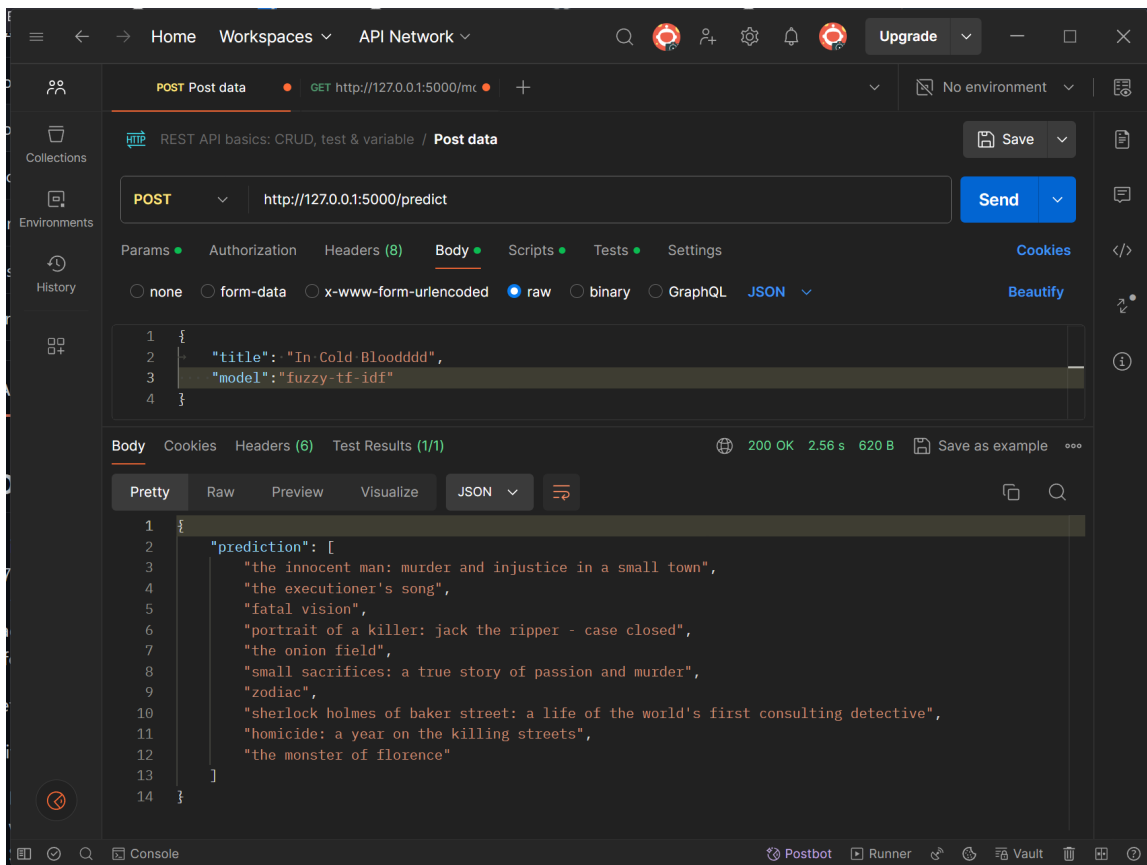 Home Workspaces API Network Upgrade
POST Post data GET http://127.0.0.1:5000/mc No environment
HTTP REST API basics: CRUD, test & variable / Post data Save
Collections
POST http://127.0.0.1:5000/predict Send
Environments
Params Authorization Headers (8) Body Scripts Tests Settings Cookies
History
none form-data x-www-form-urlencoded raw binary GraphQL JSON Beautify
1 {
2 "title": "In Cold Bloodddd",
3 "model":"fuzzy-tf-idf"
4 }
Body Cookies Headers (6) Test Results (1/1) 200 OK 2.56 s 620 B Save as example
Pretty Raw Preview Visualize JSON
1 {
2 "prediction": [
3 "the innocent man: murder and injustice in a small town",
4 "the executioner's song",
5 "fatal vision",
6 "portrait of a killer: jack the ripper - case closed",
7 "the onion field",
8 "small sacrifices: a true story of passion and murder",
9 "zodiac",
10 "sherlock holmes of baker street: a life of the world's first consulting detective",
11 "homicide: a year on the killing streets",
12 "the monster of florence"
13 ]
14 }
Console Postbot Runner Vault